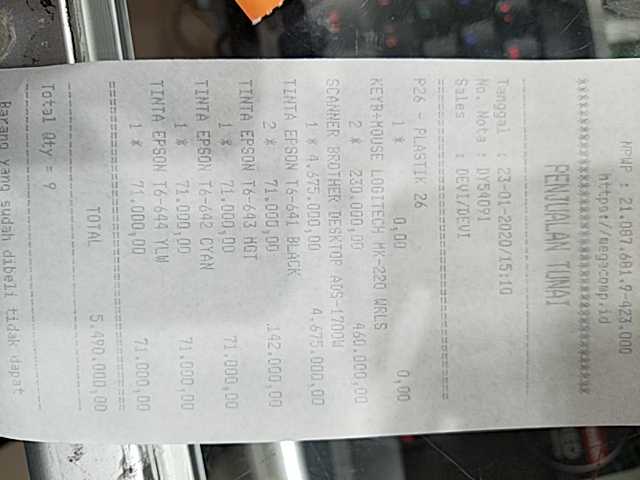 NPWP : 21.087.681.9-423.000
https://megacomp.id
PENJUALAN TUNAI
Tanggal : 23-01-2020/15:10
No. Nota : DY5N091
Sales : DEVI/DEVI
P26 - PLASTIK 26
1 * 0,00 0,00
KEYB+MOUSE LOGITECH MK-220 WRLS
2 * 230.000,00 460.000,00
SCANNER BROTHER DESKTOP ADS-1700W
1 * 4.675.000,00 4.675.000,00
TINTA EPSON T6-641 BLACK
2 * 71.000,00 142.000,00
TINTA EPSON T6-643 MGT
1 * 71.000,00 71.000,00
TINTA EPSON T6-642 CYAN
1 * 71.000,00 71.000,00
TINTA EPSON T6-644 YLW
1 * 71.000,00 71.000,00
TOTAL 5.490.000,00
Total Qty = 9
Barang yang sudah dibeli tidak dapat